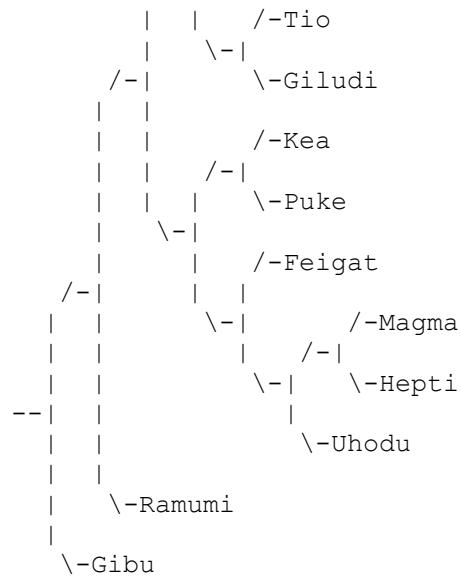 /-Tio
\-|
/-| \-Giludi
/-Kea
/-|
\-Puke
\-|
/-Feigat
/-|
\-| /-Magma
/-|
\-| \-Hepti
--|
\-Uhodu
\-Ramumi
\-Gibu